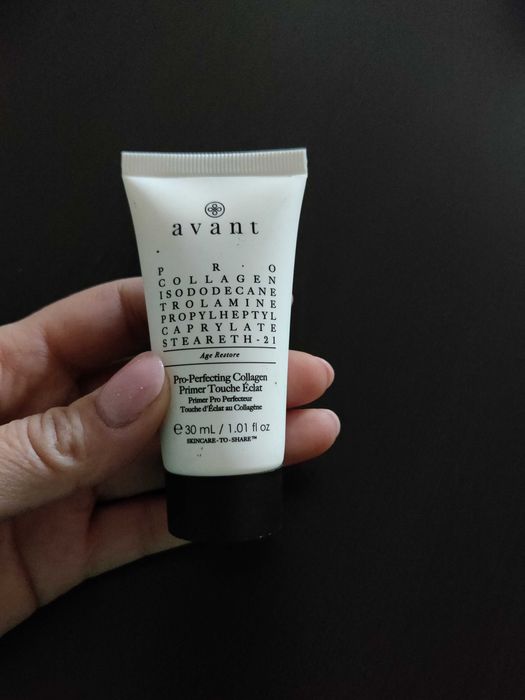 avant
PRO
COLLAGEN
ISODODECANE
TROLAMINE
PROPYLHEPTYL
CAPRYLATE
STEARETH-21
Age Restore
Pro-Perfecting Collagen
Primer Touche Éclat
Primer Pro Perfecteur
Touche d'Éclat au Collagène
e 30 mL / 1.01 fl oz
SKINCARE-TO-SHARE™